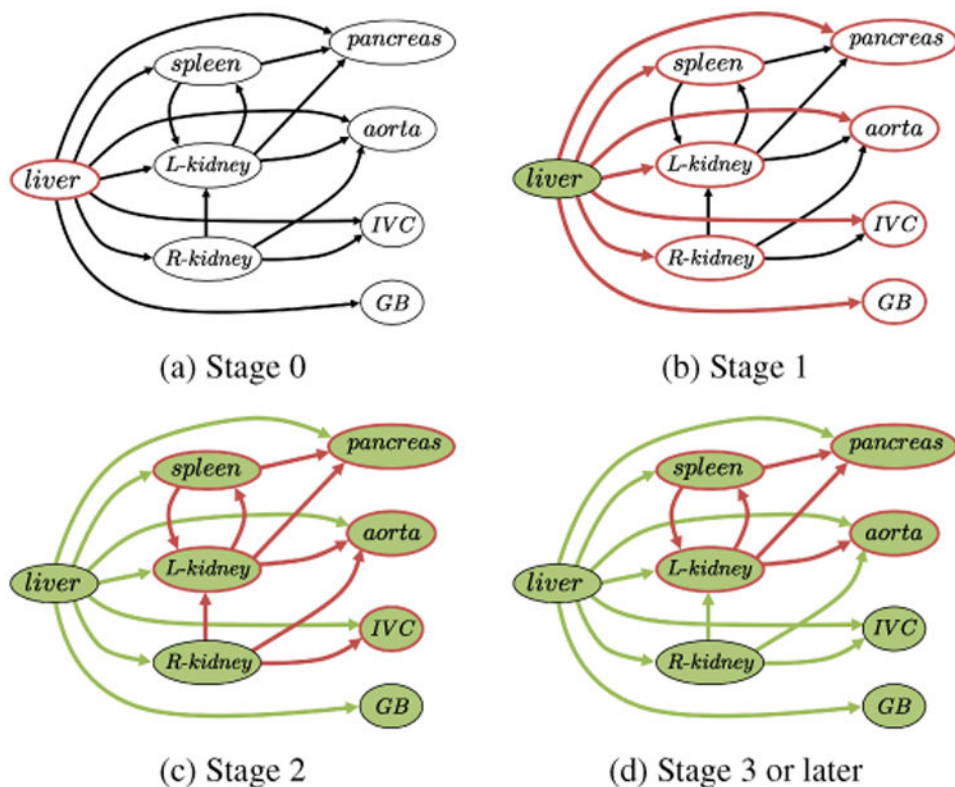 pancreas
spleen
aorta
L-kidney
liver
IVC
R-kidney
GB
(a) Stage 0
pancreas
spleen
aorta
L-kidney
liver
IVC
R-kidney
GB
(b) Stage 1
pancreas
spleen
aorta
L-kidney
liver
IVC
R-kidney
GB
(c) Stage 2
pancreas
spleen
aorta
L-kidney
liver
IVC
R-kidney
GB
(d) Stage 3 or later